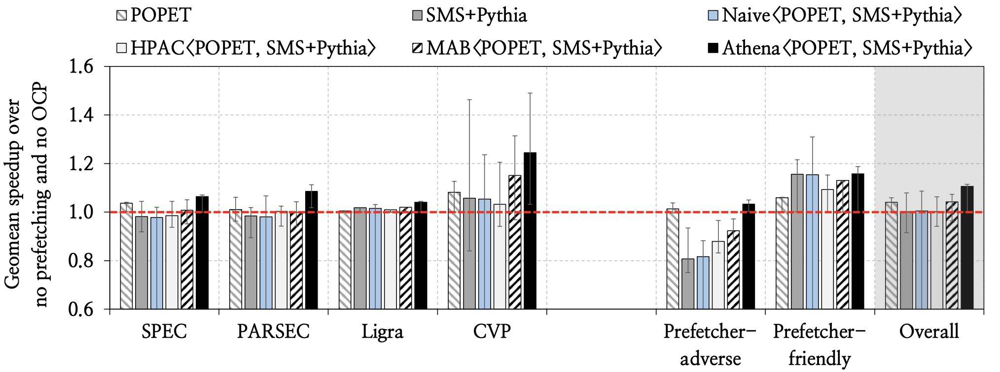 POPET
SMS+Pythia
Naive〈POPET, SMS+Pythia〉
HPAC〈POPET, SMS+Pythia〉
MAB〈POPET, SMS+Pythia〉
Athena〈POPET, SMS+Pythia〉
Geomean speedup over
no prefetching and no OCP
1.6
1.4
1.2
1.0
0.8
0.6
SPEC
PARSEC
Ligra
CVP
Prefetcher–
adverse
Prefetcher–
friendly
Overall